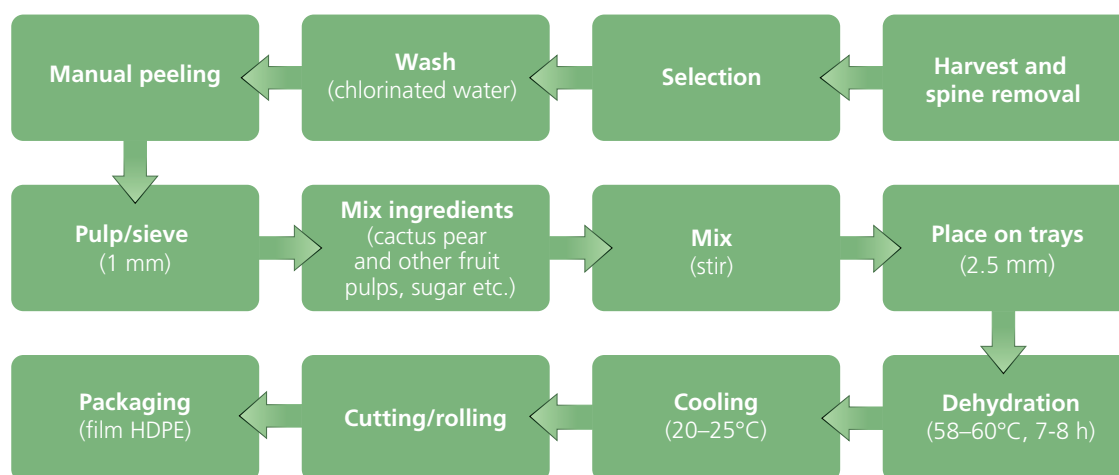 Harvest and
spine removal
Selection
Wash
(chlorinated water)
Manual peeling
Pulp/sieve
(1 mm)
Mix ingredients
(cactus pear
and other fruit
pulps, sugar etc.)
Mix
(stir)
Place on trays
(2.5 mm)
Dehydration
(58–60°C, 7-8 h)
Cooling
(20–25°C)
Cutting/rolling
Packaging
(film HDPE)